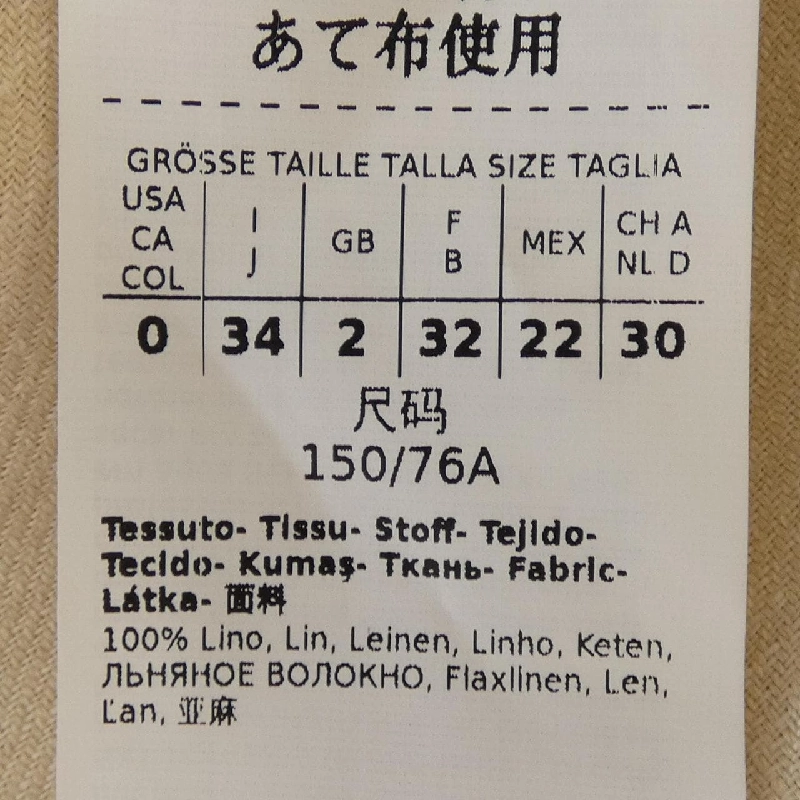 あて布使用
GRÖSSE TAILLE TALLA SIZE TAGLIA
USA CA COL | I J | GB | F B | MEX | CH A NL D
0 | 34 | 2 | 32 | 22 | 30
尺码
150/76A
Tessuto- Tissu- Stoff- Tejido-
Tecido- Kumaş- Ткань- Fabric-
Látka- 面料
100% Lino, Lin, Leinen, Linho, Keten,
ЛЬНЯНОЕ ВОЛОКНО, Flaxlinen, Len,
Ľan, 亚麻